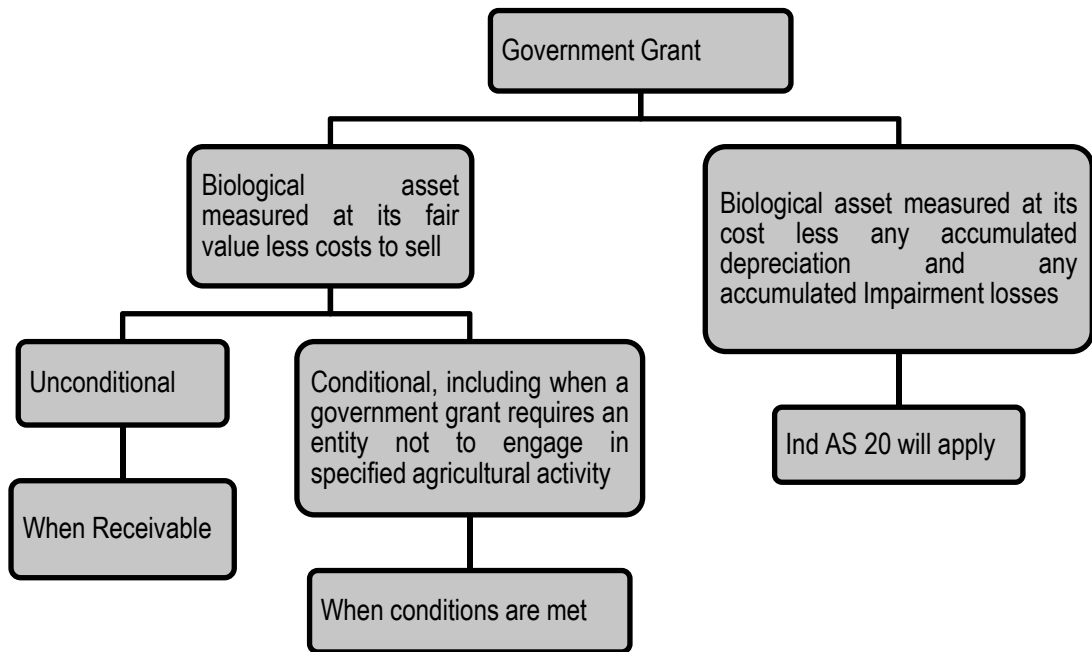 Government Grant
Biological asset
measured at its fair
value less costs to sell
Biological asset measured at its
cost less any accumulated
depreciation and any
accumulated Impairment losses
Unconditional
Conditional, including when a
government grant requires an
entity not to engage in
specified agricultural activity
Ind AS 20 will apply
When Receivable
When conditions are met